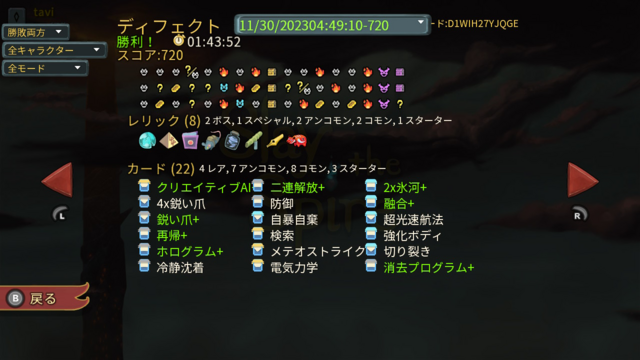 tavi
ディフェクト
11/30/202304:49:10-720
ード:D1WIH27YJQGE
勝敗両方
勝利！ 01:43:52
全キャラクター
スコア:720
全モード
レリック (8) 2 ボス, 1 スペシャル, 2 アンコモン, 2 コモン, 1 スターター
カード (22) 4 レア, 7 アンコモン, 8 コモン, 3 スターター
クリエイティブAI 二連解放+ 2x氷河+
4x鋭い爪 防御 融合+
鋭い爪+ 自暴自棄 超光速航法
再帰+ 検索 強化ボディ
ホログラム+ メテオストライク 切り裂き
冷静沈着 電気力学 消去プログラム+
L
R
B 戻る